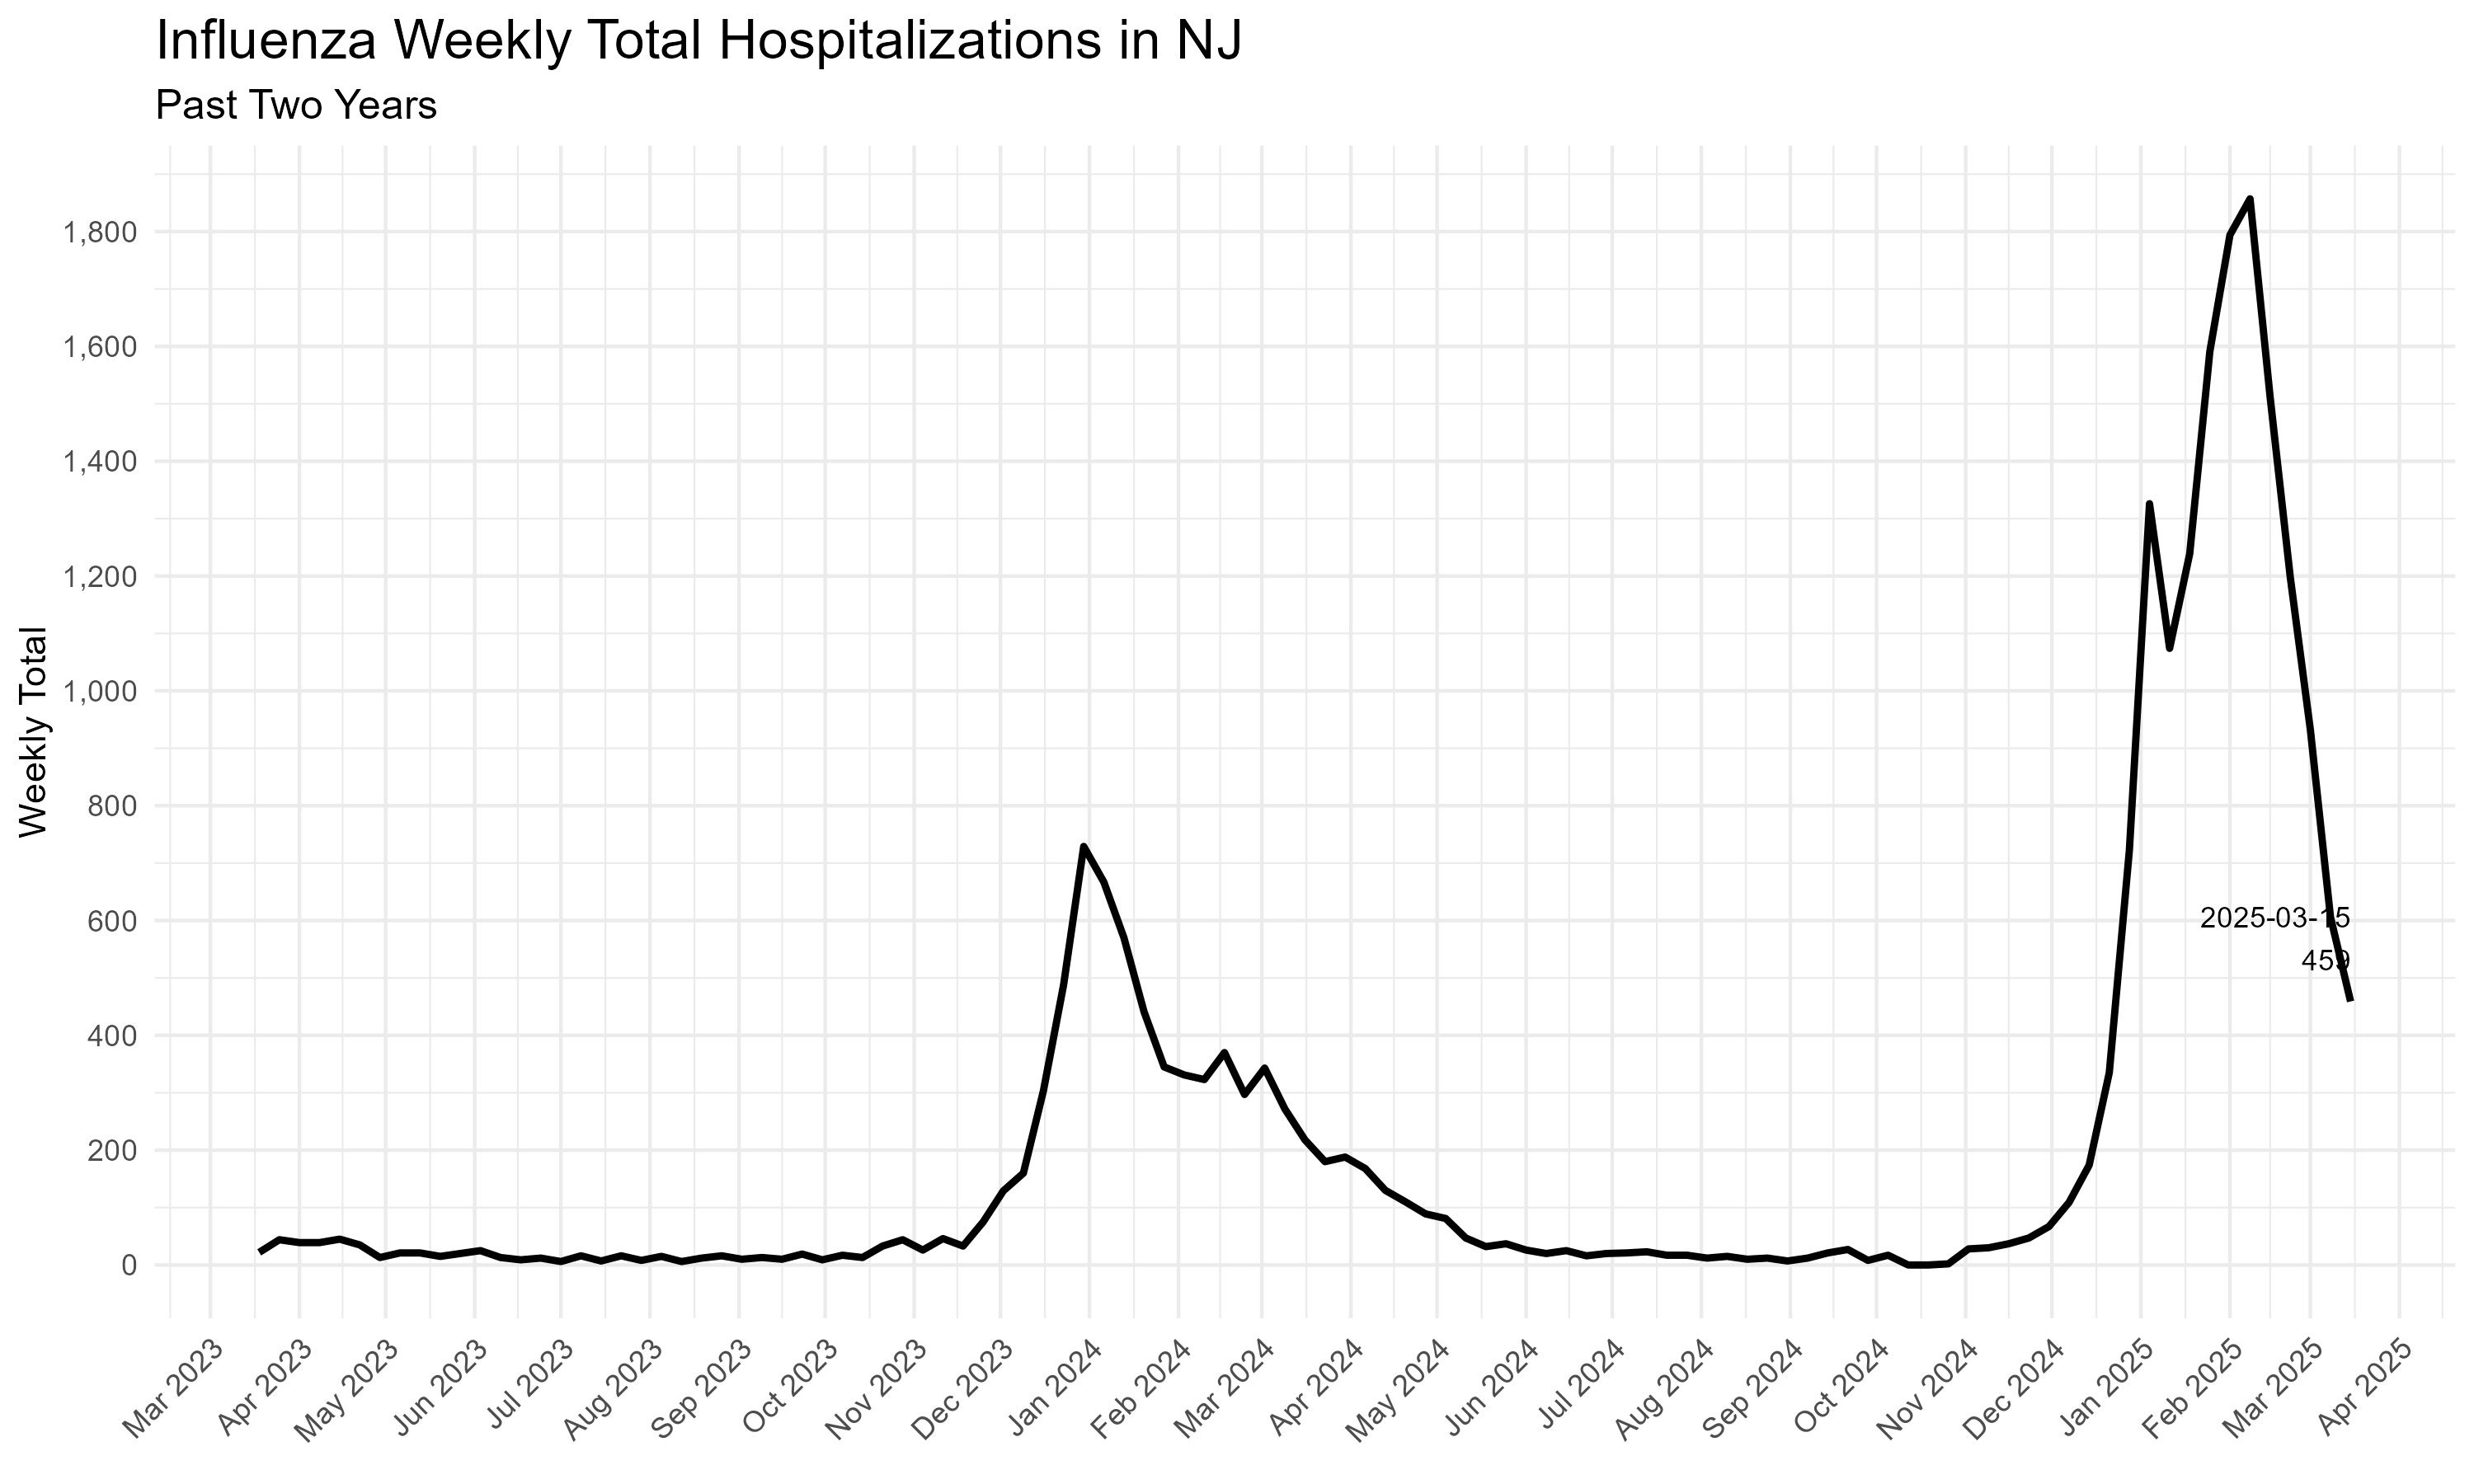 Influenza Weekly Total Hospitalizations in NJ
Past Two Years
Weekly Total
1,800
1,600
1,400
1,200
1,000
800
600
400
200
0
2025-03-15
459
Mar 2023
Apr 2023
May 2023
Jun 2023
Jul 2023
Aug 2023
Sep 2023
Oct 2023
Nov 2023
Dec 2023
Jan 2024
Feb 2024
Mar 2024
Apr 2024
May 2024
Jun 2024
Jul 2024
Aug 2024
Sep 2024
Oct 2024
Nov 2024
Dec 2024
Jan 2025
Feb 2025
Mar 2025
Apr 2025